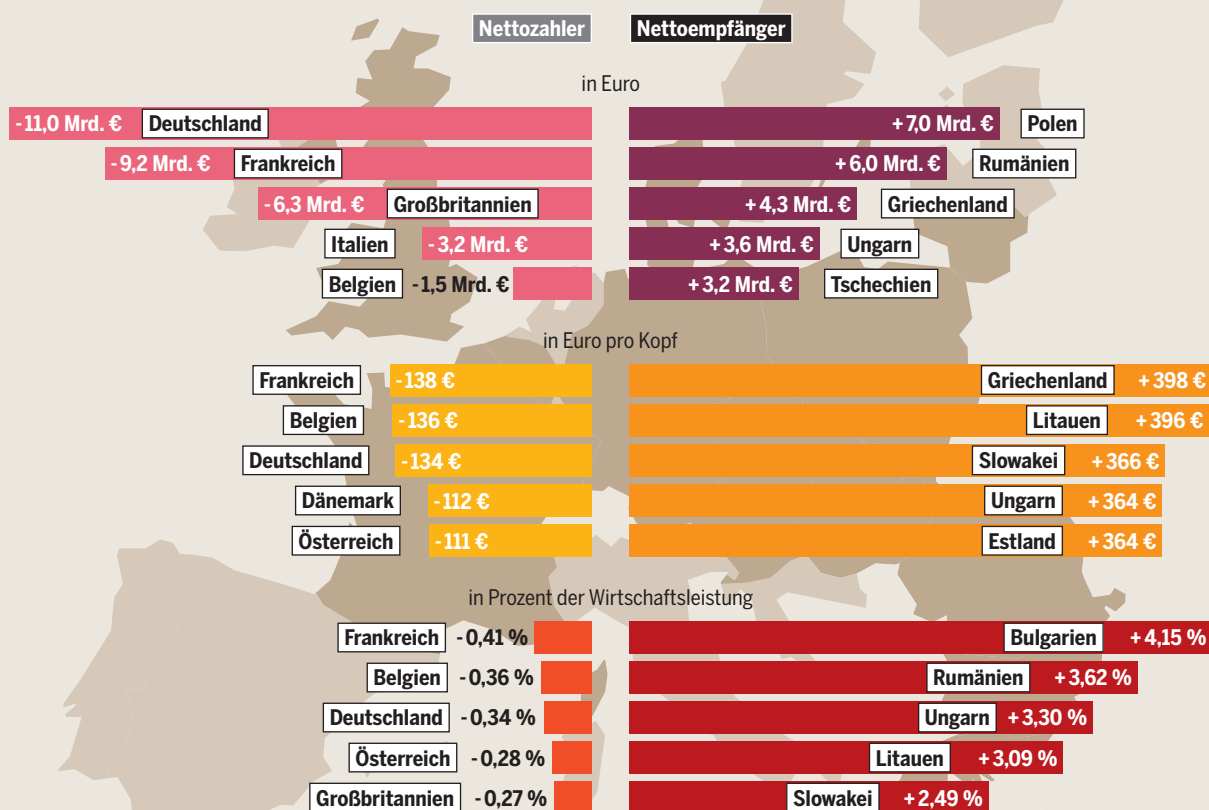 Nettozahler Nettoempfänger
in Euro
-11,0 Mrd. € Deutschland +7,0 Mrd. € Polen
-9,2 Mrd. € Frankreich +6,0 Mrd. € Rumänien
-6,3 Mrd. € Großbritannien +4,3 Mrd. € Griechenland
Italien -3,2 Mrd. € +3,6 Mrd. € Ungarn
Belgien -1,5 Mrd. € +3,2 Mrd. € Tschechien
in Euro pro Kopf
Frankreich -138 € Griechenland +398 €
Belgien -136 € Litauen +396 €
Deutschland -134 € Slowakei +366 €
Dänemark -112 € Ungarn +364 €
Österreich -111 € Estland +364 €
in Prozent der Wirtschaftsleistung
Frankreich -0,41 % Bulgarien +4,15 %
Belgien -0,36 % Rumänien +3,62 %
Deutschland -0,34 % Ungarn +3,30 %
Österreich -0,28 % Litauen +3,09 %
Großbritannien -0,27 % Slowakei +2,49 %